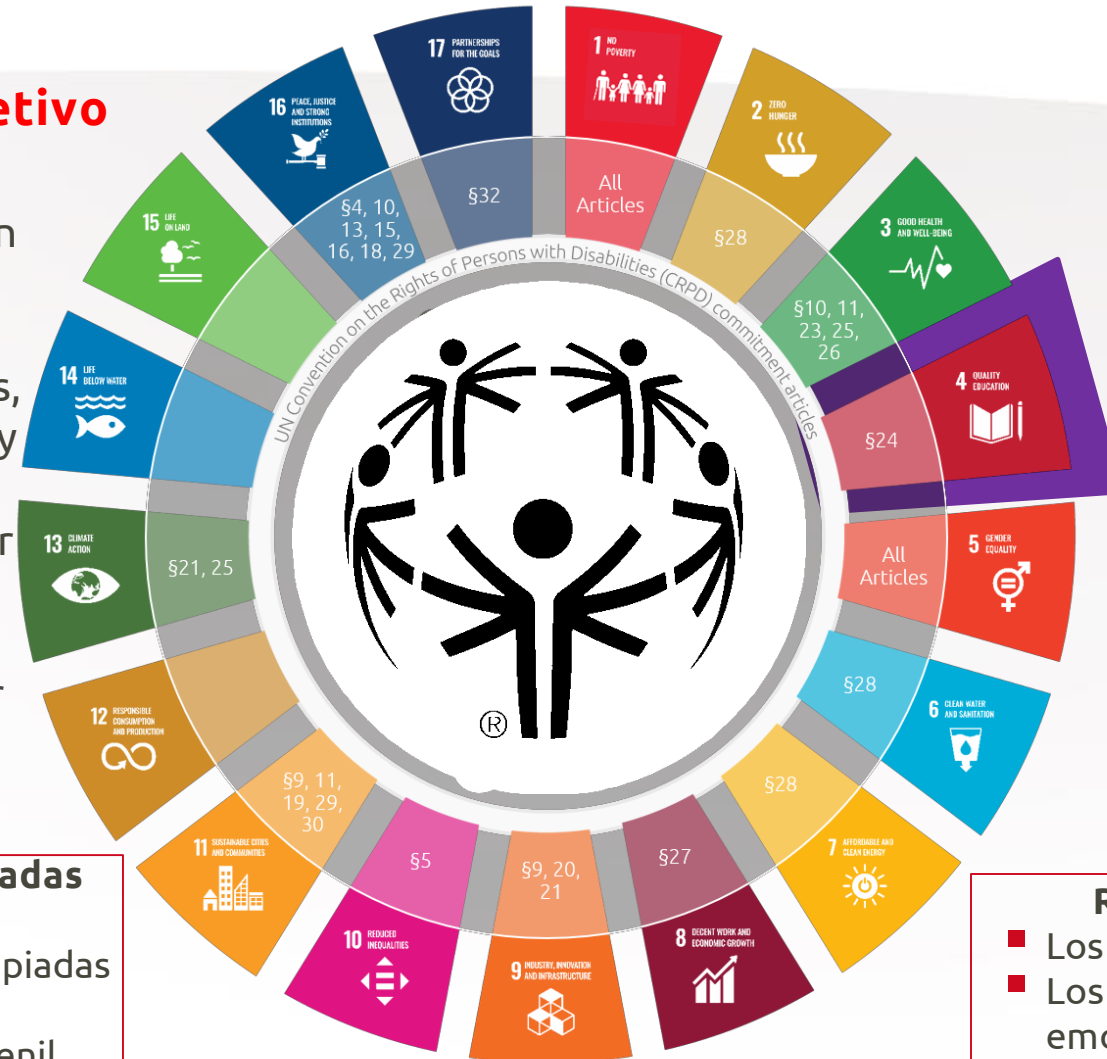 etivo
n
s,
y
r
1 NO
POVERTY
All
Articles
2 ZERO
HUNGER
§28
3 GOOD HEALTH
AND WELL-BEING
§10, 11,
23, 25,
26
4 QUALITY
EDUCATION
§24
5 GENDER
EQUALITY
All
Articles
6 CLEAN WATER
AND SANITATION
§28
7 AFFORDABLE AND
CLEAN ENERGY
§28
8 DECENT WORK AND
ECONOMIC GROWTH
§27
9 INDUSTRY, INNOVATION
AND INFRASTRUCTURE
§9, 20,
21
10 REDUCED
INEQUALITIES
§5
11 SUSTAINABLE CITIES
AND COMMUNITIES
§9, 11,
19, 29,
30
12 RESPONSIBLE
CONSUMPTION
AND PRODUCTION
13 CLIMATE
ACTION
§21, 25
14 LIFE
BELOW WATER
15 LIFE
ON LAND
16 PEACE, JUSTICE
AND STRONG
INSTITUTIONS
§4, 10,
13, 15,
16, 18, 29
17 PARTNERSHIPS
FOR THE GOALS
§32
UN Convention on the Rights of Persons with Disabilities (CRPD) commitment articles
®
adas
piadas
enil
R
Los
Los
emo